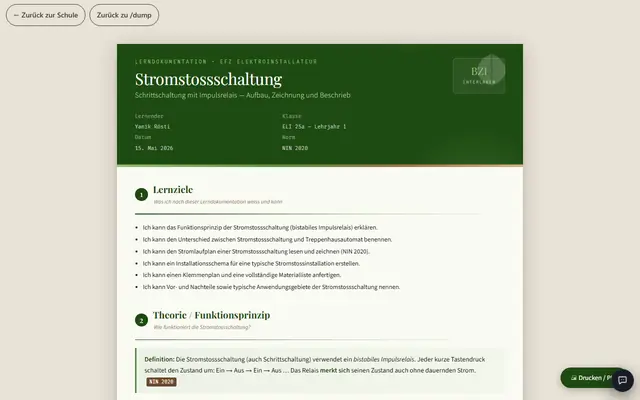 ← Zurück zur Schule
Zurück zu /dump
LERNDOKUMENTATION · EFZ ELEKTROINSTALLATEUR
Stromstossschaltung
Schrittschaltung mit Impulsrelais — Aufbau, Zeichnung und Beschrieb
BZI
INTERLAKEN
Lernender
Yanik Rösti
Klasse
ELI 25a – Lehrjahr 1
Datum
15. Mai 2026
Norm
NIN 2020
1 Lernziele
Was ich nach dieser Lerndokumentation weiss und kann
• Ich kann das Funktionsprinzip der Stromstossschaltung (bistabiles Impulsrelais) erklären.
• Ich kann den Unterschied zwischen Stromstossschaltung und Treppenhausautomat benennen.
• Ich kann den Stromlaufplan einer Stromstossschaltung lesen und zeichnen (NIN 2020).
• Ich kann ein Installationsschema für eine typische Stromstossinstallation erstellen.
• Ich kann einen Klemmenplan und eine vollständige Materialliste anfertigen.
• Ich kann Vor- und Nachteile sowie typische Anwendungsgebiete der Stromstossschaltung nennen.
2 Theorie / Funktionsprinzip
Wie funktioniert die Stromstossschaltung?
Definition: Die Stromstossschaltung (auch Schrittschaltung) verwendet ein bistabiles Impulsrelais. Jeder kurze Tastendruck
schaltet den Zustand um: Ein → Aus → Ein → Aus … Das Relais merkt sich seinen Zustand auch ohne dauernden Strom.
NIN 2020
Drucken /